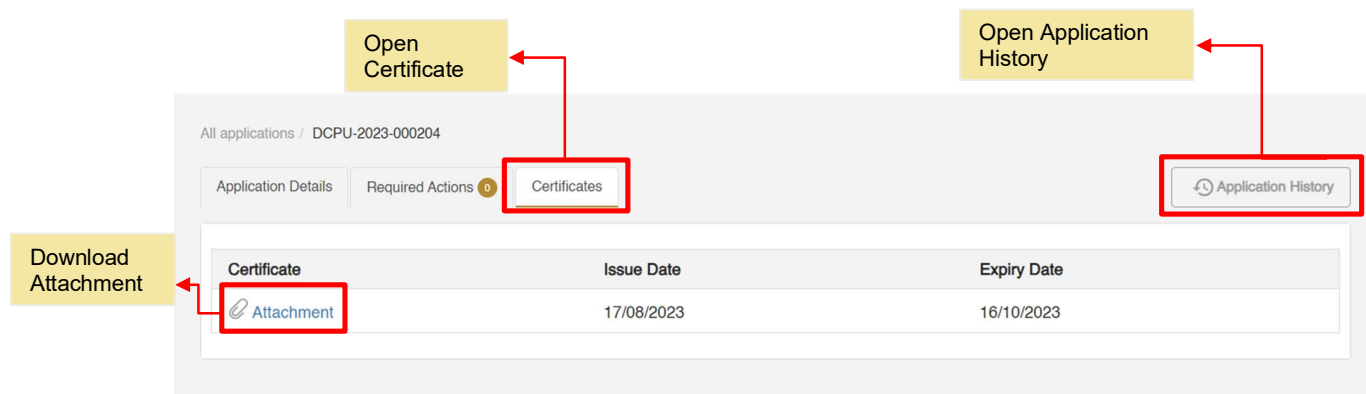 Open
Certificate
Open Application
History
All applications / DCPU-2023-000204
Application Details
Required Actions 0
Certificates
Application History
Download
Attachment
Certificate Issue Date Expiry Date
Attachment 17/08/2023 16/10/2023